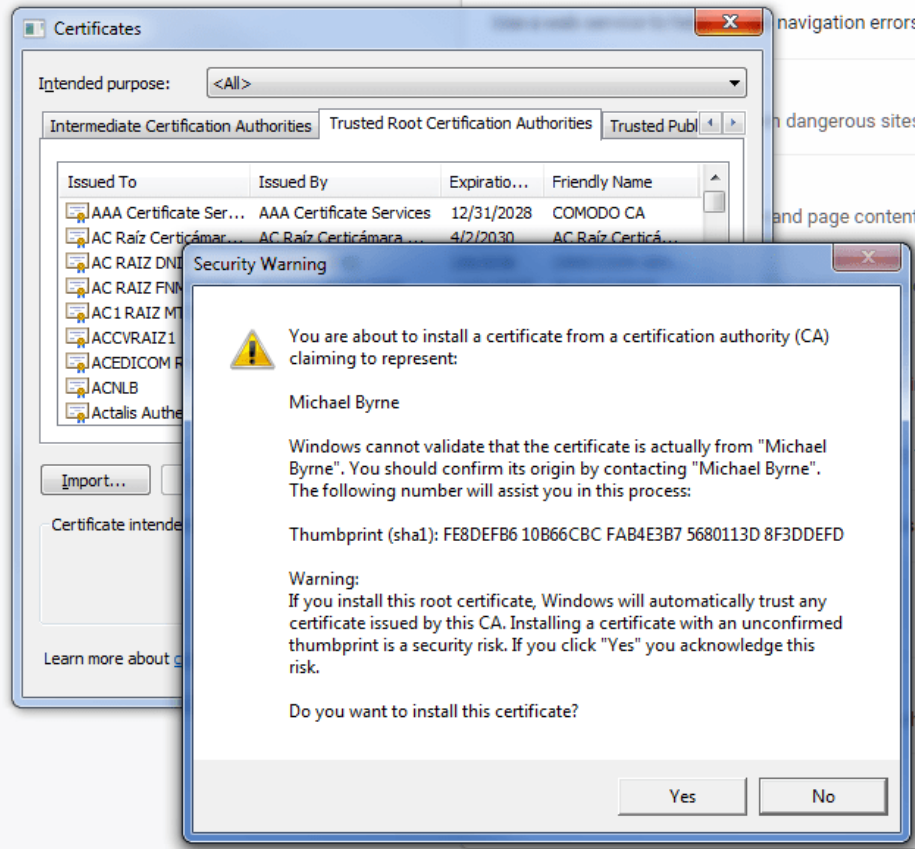 Certificates
navigation errors
Intended purpose:
<All>
dangerous sites
Intermediate Certification Authorities
Trusted Root Certification Authorities
Trusted Publ
Issued To Issued By Expiratio... Friendly Name
AAA Certificate Ser... AAA Certificate Services 12/31/2028 COMODO CA
and page content
AC Raíz Certicámar... AC Raíz Certicámara ... 4/2/2030 AC Raíz Certicá...
AC RAIZ DNI
AC RAIZ FNM
AC1 RAIZ MT
ACCVRAIZ1
ACEDICOM R
ACNLB
Actalis Authe
Import...
Certificate intende
Learn more about c
Security Warning
You are about to install a certificate from a certification authority (CA)
claiming to represent:
Michael Byrne
Windows cannot validate that the certificate is actually from "Michael
Byrne". You should confirm its origin by contacting "Michael Byrne".
The following number will assist you in this process:
Thumbprint (sha1): FE8DEFB6 10B66CBC FAB4E3B7 5680113D 8F3DDEFD
Warning:
If you install this root certificate, Windows will automatically trust any
certificate issued by this CA. Installing a certificate with an unconfirmed
thumbprint is a security risk. If you click "Yes" you acknowledge this
risk.
Do you want to install this certificate?
Yes
No